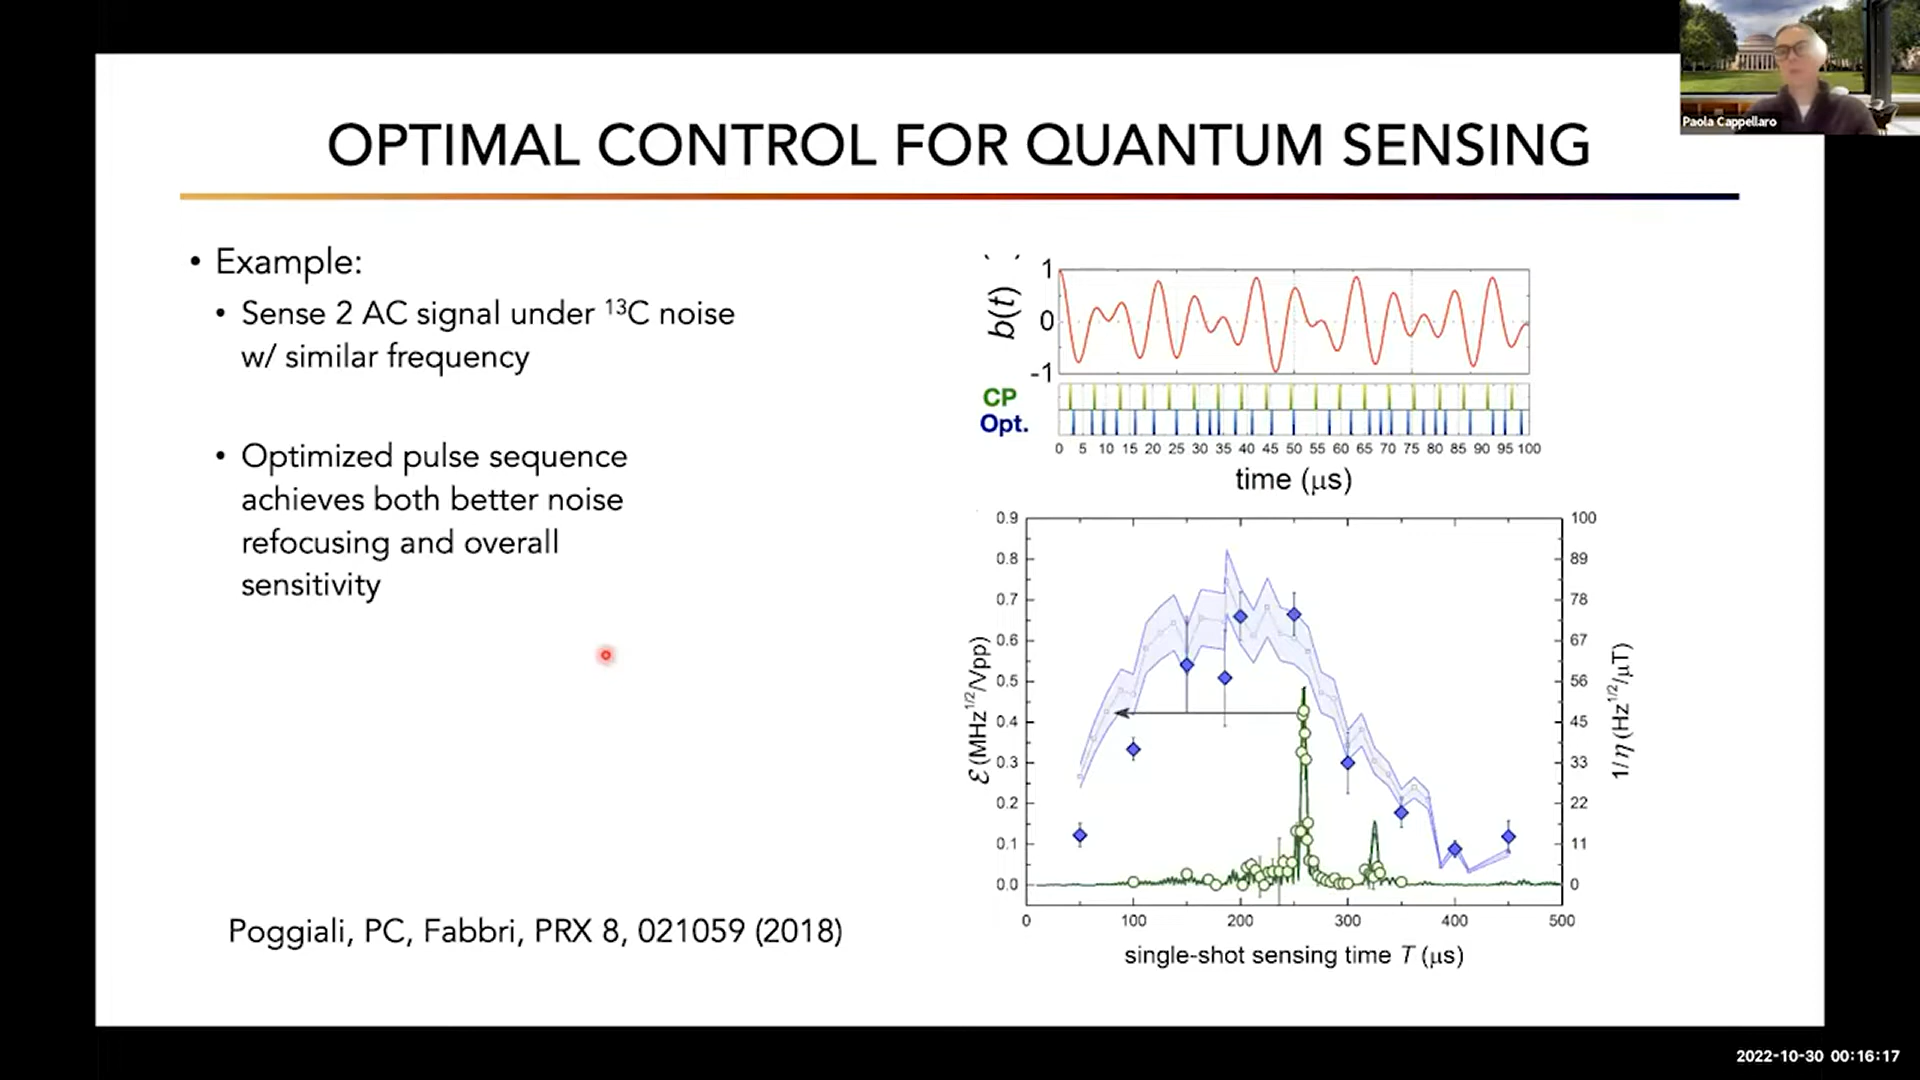 Paola Cappellaro
OPTIMAL CONTROL FOR QUANTUM SENSING
• Example:
• Sense 2 AC signal under ¹³C noise
w/ similar frequency
• Optimized pulse sequence
achieves both better noise
refocusing and overall
sensitivity
Poggiali, PC, Fabbri, PRX 8, 021059 (2018)
b(t)
1
0
-1
CP
Opt.
0 5 10 15 20 25 30 35 40 45 50 55 60 65 70 75 80 85 90 95 100
time (μs)
ℰ (MHz^1/2/Vpp)
0.9
0.8
0.7
0.6
0.5
0.4
0.3
0.2
0.1
0.0
100
89
78
67
56
45
33
22
11
0
1/η (Hz^1/2/μT)
0 100 200 300 400 500
single-shot sensing time T (μs)
2022-10-30 00:16:17